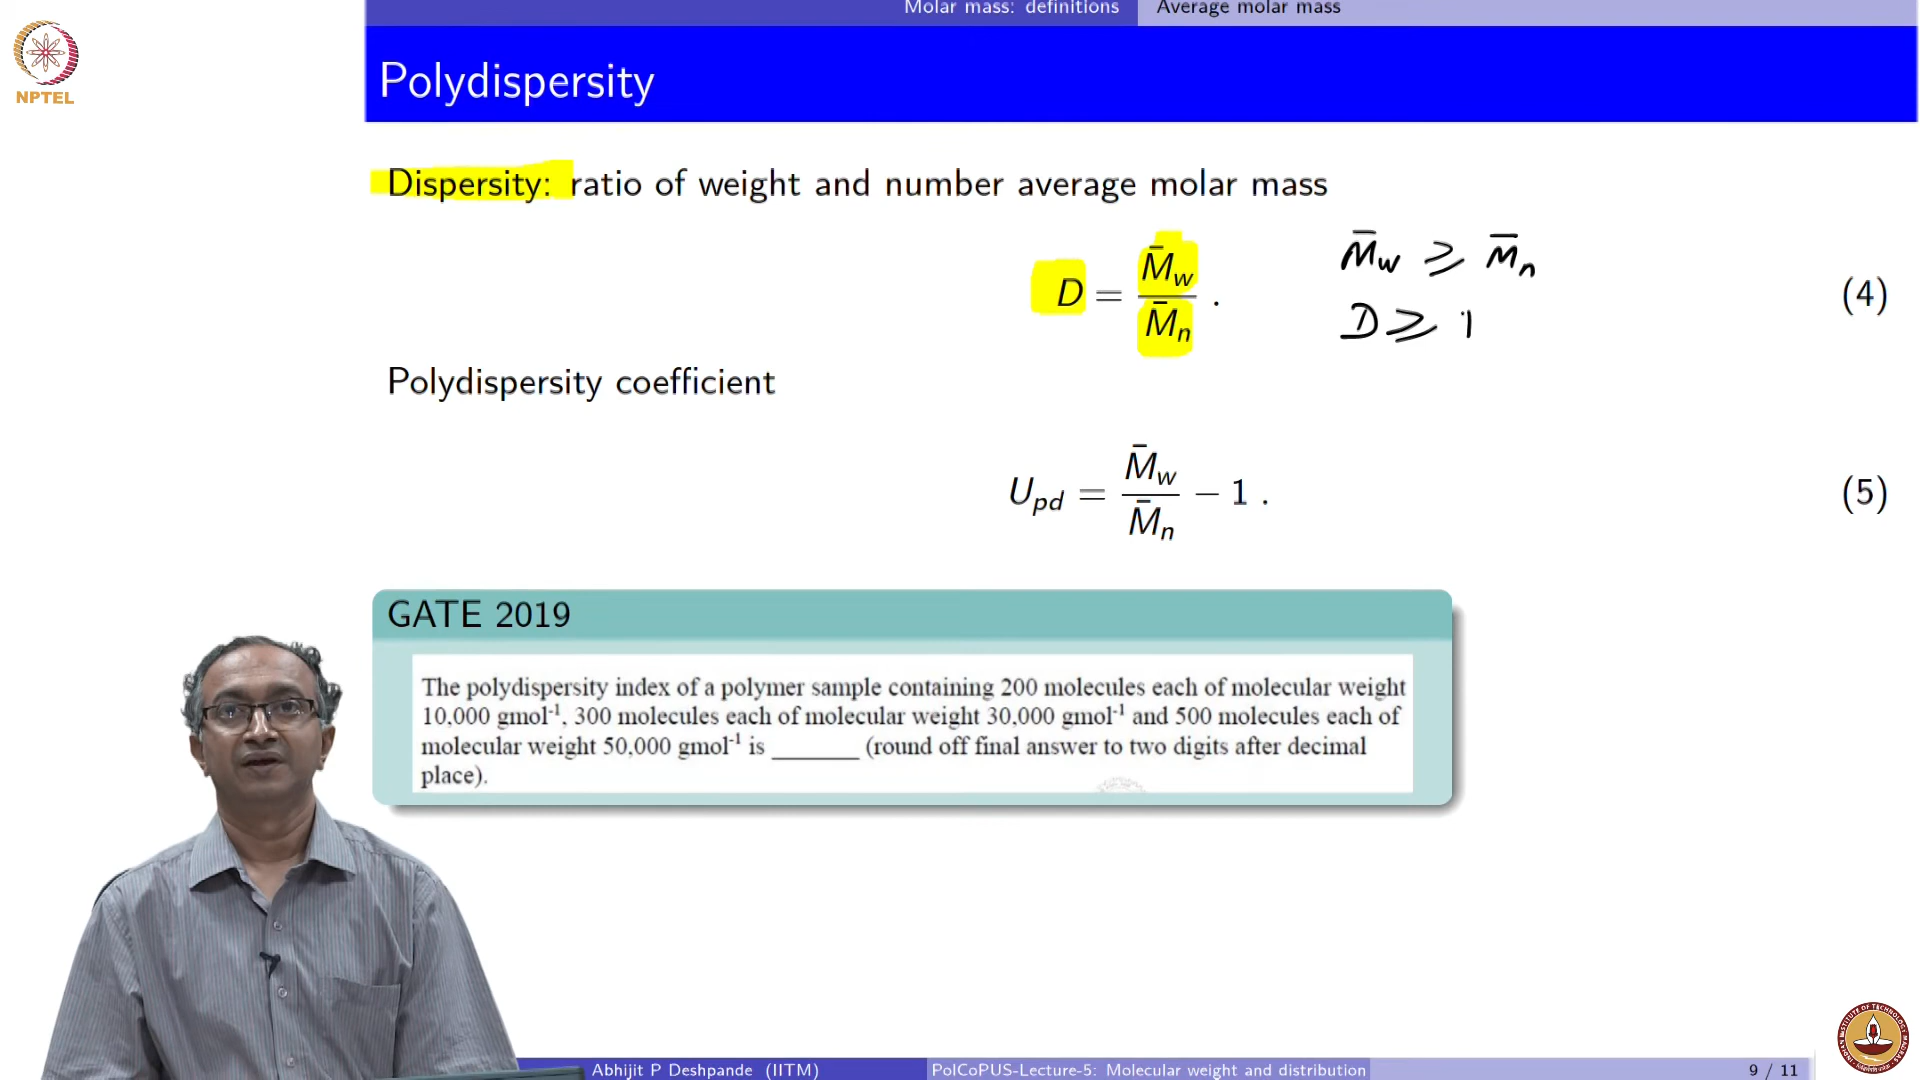 Molar mass: definitions Average molar mass
NPTEL
Polydispersity
Dispersity: ratio of weight and number average molar mass
D = M̄w / M̄n . (4)
M̄w ≥ M̄n
D ≥ 1
Polydispersity coefficient
Upd = M̄w / M̄n − 1 . (5)
GATE 2019
The polydispersity index of a polymer sample containing 200 molecules each of molecular weight
10,000 gmol⁻¹, 300 molecules each of molecular weight 30,000 gmol⁻¹ and 500 molecules each of
molecular weight 50,000 gmol⁻¹ is ________ (round off final answer to two digits after decimal
place).
Abhijit P Deshpande (IITM) PolCoPUS-Lecture-5: Molecular weight and distribution 9 / 11